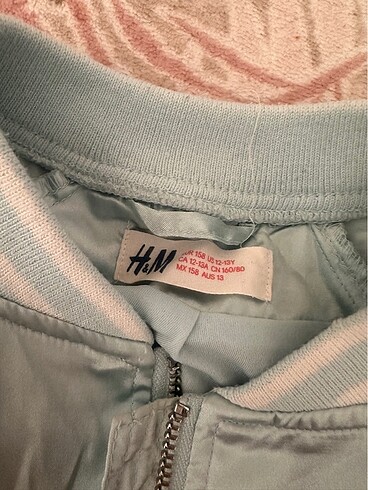 H&M
EUR 158 US 12-13Y
CA 12-13A CN 160/80
MX 158 AUS 13